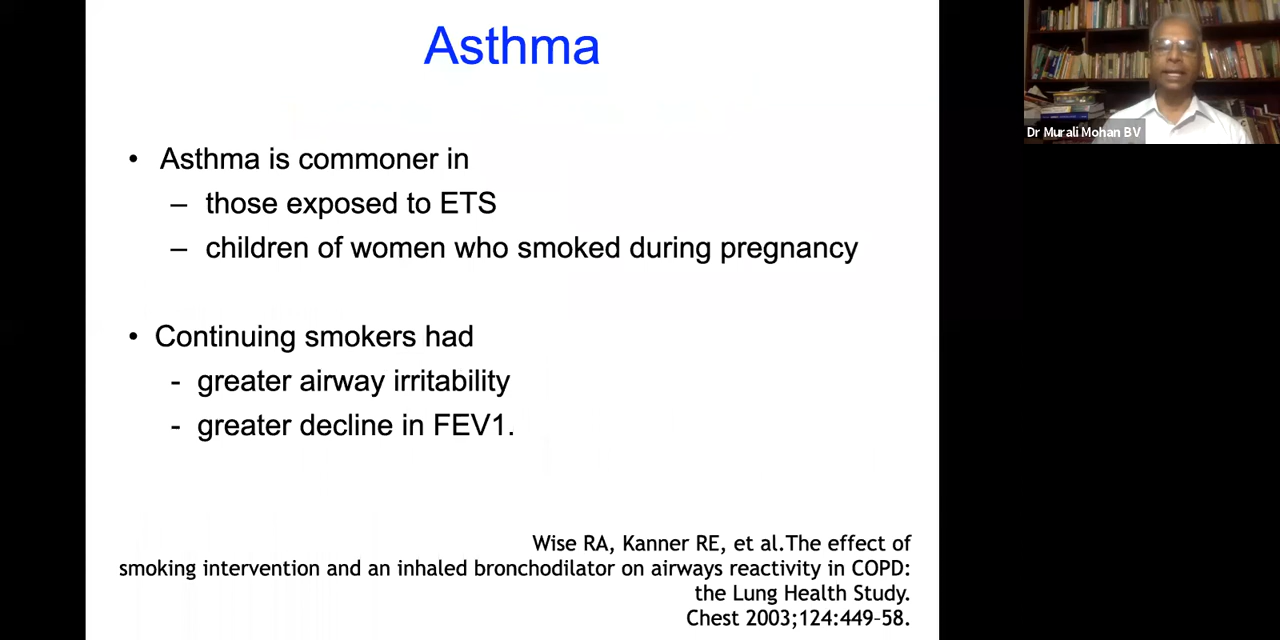 Asthma
• Asthma is commoner in
– those exposed to ETS
– children of women who smoked during pregnancy
• Continuing smokers had
- greater airway irritability
- greater decline in FEV1.
Wise RA, Kanner RE, et al.The effect of
smoking intervention and an inhaled bronchodilator on airways reactivity in COPD:
the Lung Health Study.
Chest 2003;124:449–58.
Dr Murali Mohan BV